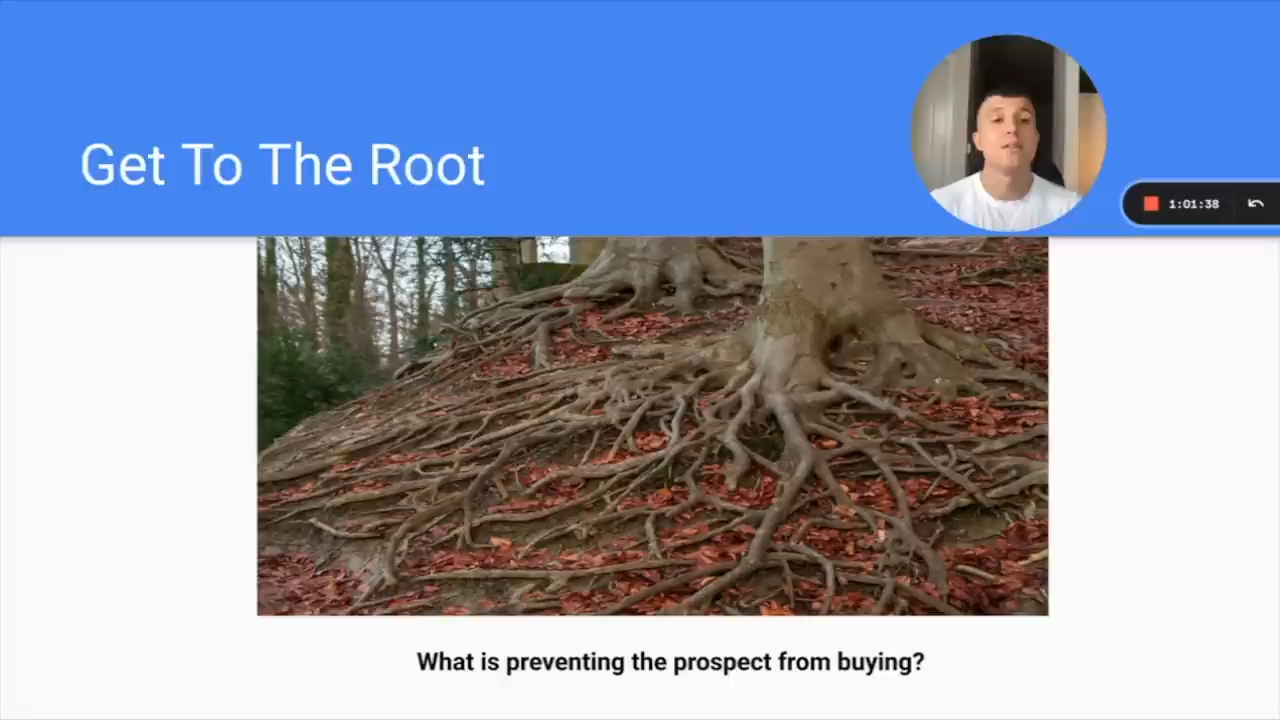 Get To The Root
1:01:38
What is preventing the prospect from buying?